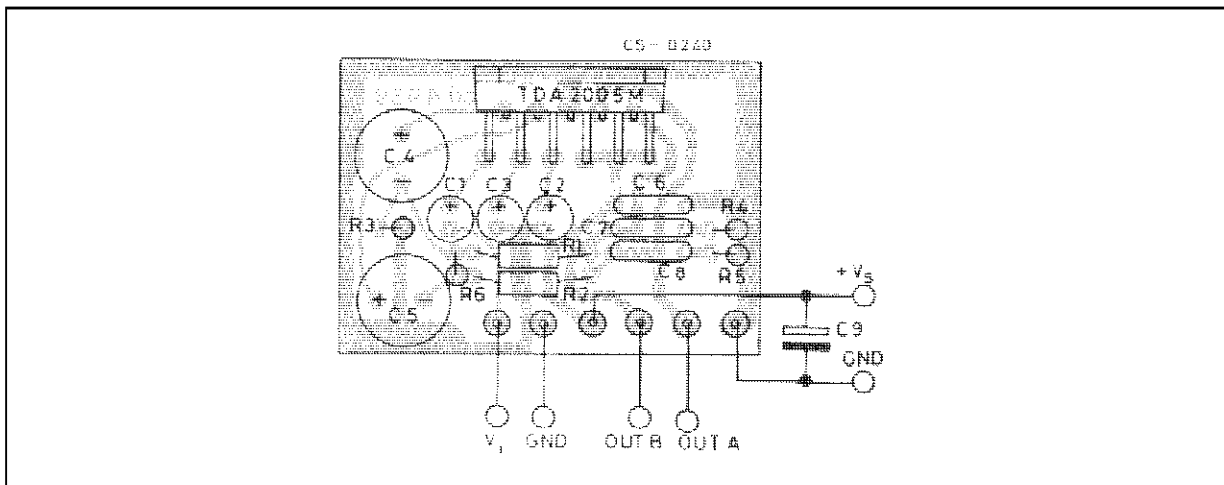 CS-0240
TDA2005M
C4
C1 C3 C2 C6
R4
R3
C7
R1
C8
R5
R6 R2
C5
+Vs
C9
GND
Vi GND OUT B OUT A